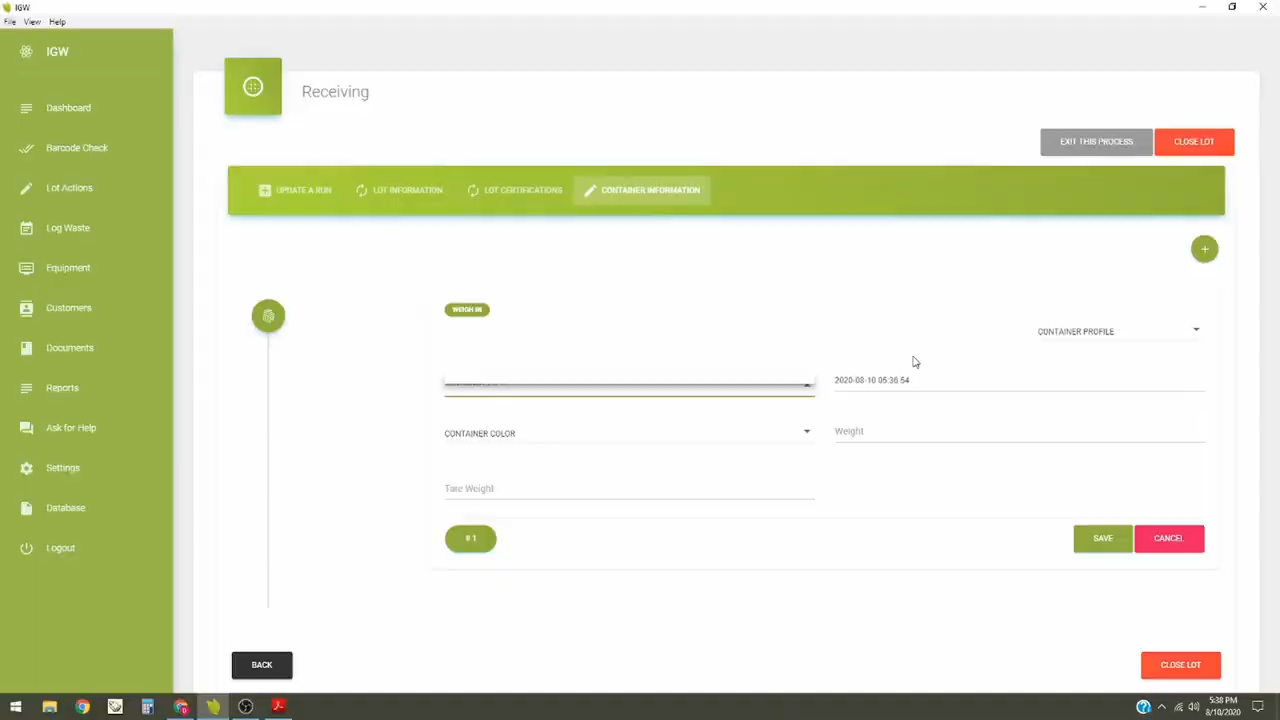 IGW
File View Help
IGW
Dashboard
Barcode Check
Lot Actions
Log Waste
Equipment
Customers
Documents
Reports
Ask for Help
Settings
Database
Logout
Receiving
EXIT THIS PROCESS
CLOSE LOT
UPDATE A RUN
LOT INFORMATION
LOT CERTIFICATIONS
CONTAINER INFORMATION
+
WEIGH IN
CONTAINER PROFILE
2020-08-10 05:36:54
CONTAINER COLOR
Weight
Tare Weight
# 1
SAVE
CANCEL
BACK
CLOSE LOT
5:38 PM
8/10/2020